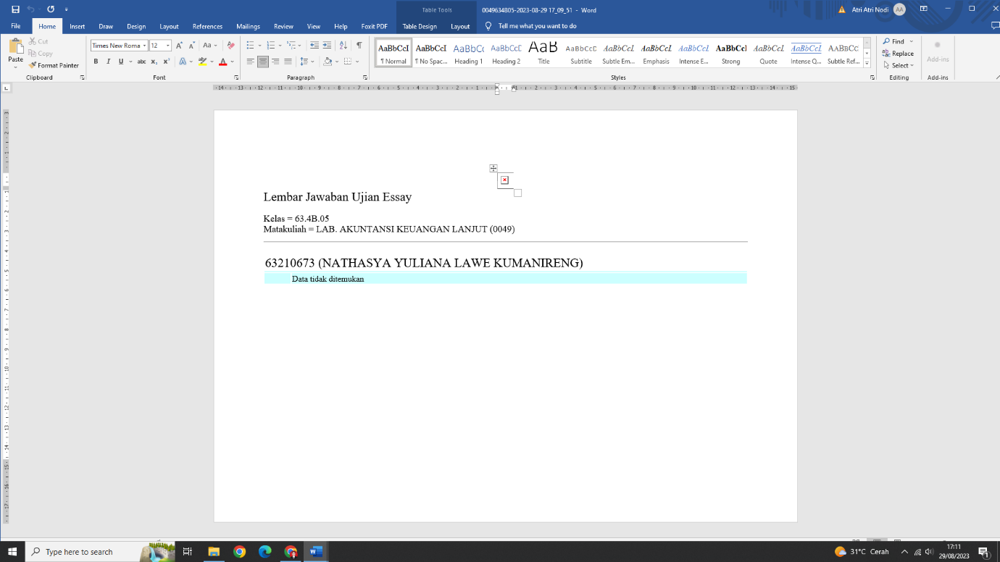 0049634B05-2023-08-29 17_09_51 - Word
Table Tools
Atri Atri Nodi
AA
File Home Insert Draw Design Layout References Mailings Review View Help Foxit PDF Table Design Layout Tell me what you want to do
Paste
Cut
Copy
Format Painter
Clipboard
Times New Roma 12
Font
Paragraph
AaBbCcI AaBbCcI AaBbCc AaBbCcD AaB AaBbCcD AaBbCcI AaBbCcI AaBbCcI AaBbCcI AaBbCcI AaBbCcI AABBCC
¶ Normal ¶ No Spac... Heading 1 Heading 2 Title Subtitle Subtle Em... Emphasis Intense E... Strong Quote Intense Q... Subtle Ref...
Styles
Find
Replace
Select
Editing
Add-ins
Add-ins
Lembar Jawaban Ujian Essay
Kelas = 63.4B.05
Matakuliah = LAB. AKUNTANSI KEUANGAN LANJUT (0049)
63210673 (NATHASYA YULIANA LAWE KUMANIRENG)
Data tidak ditemukan
Type here to search
31°C Cerah
17:11
29/08/2023